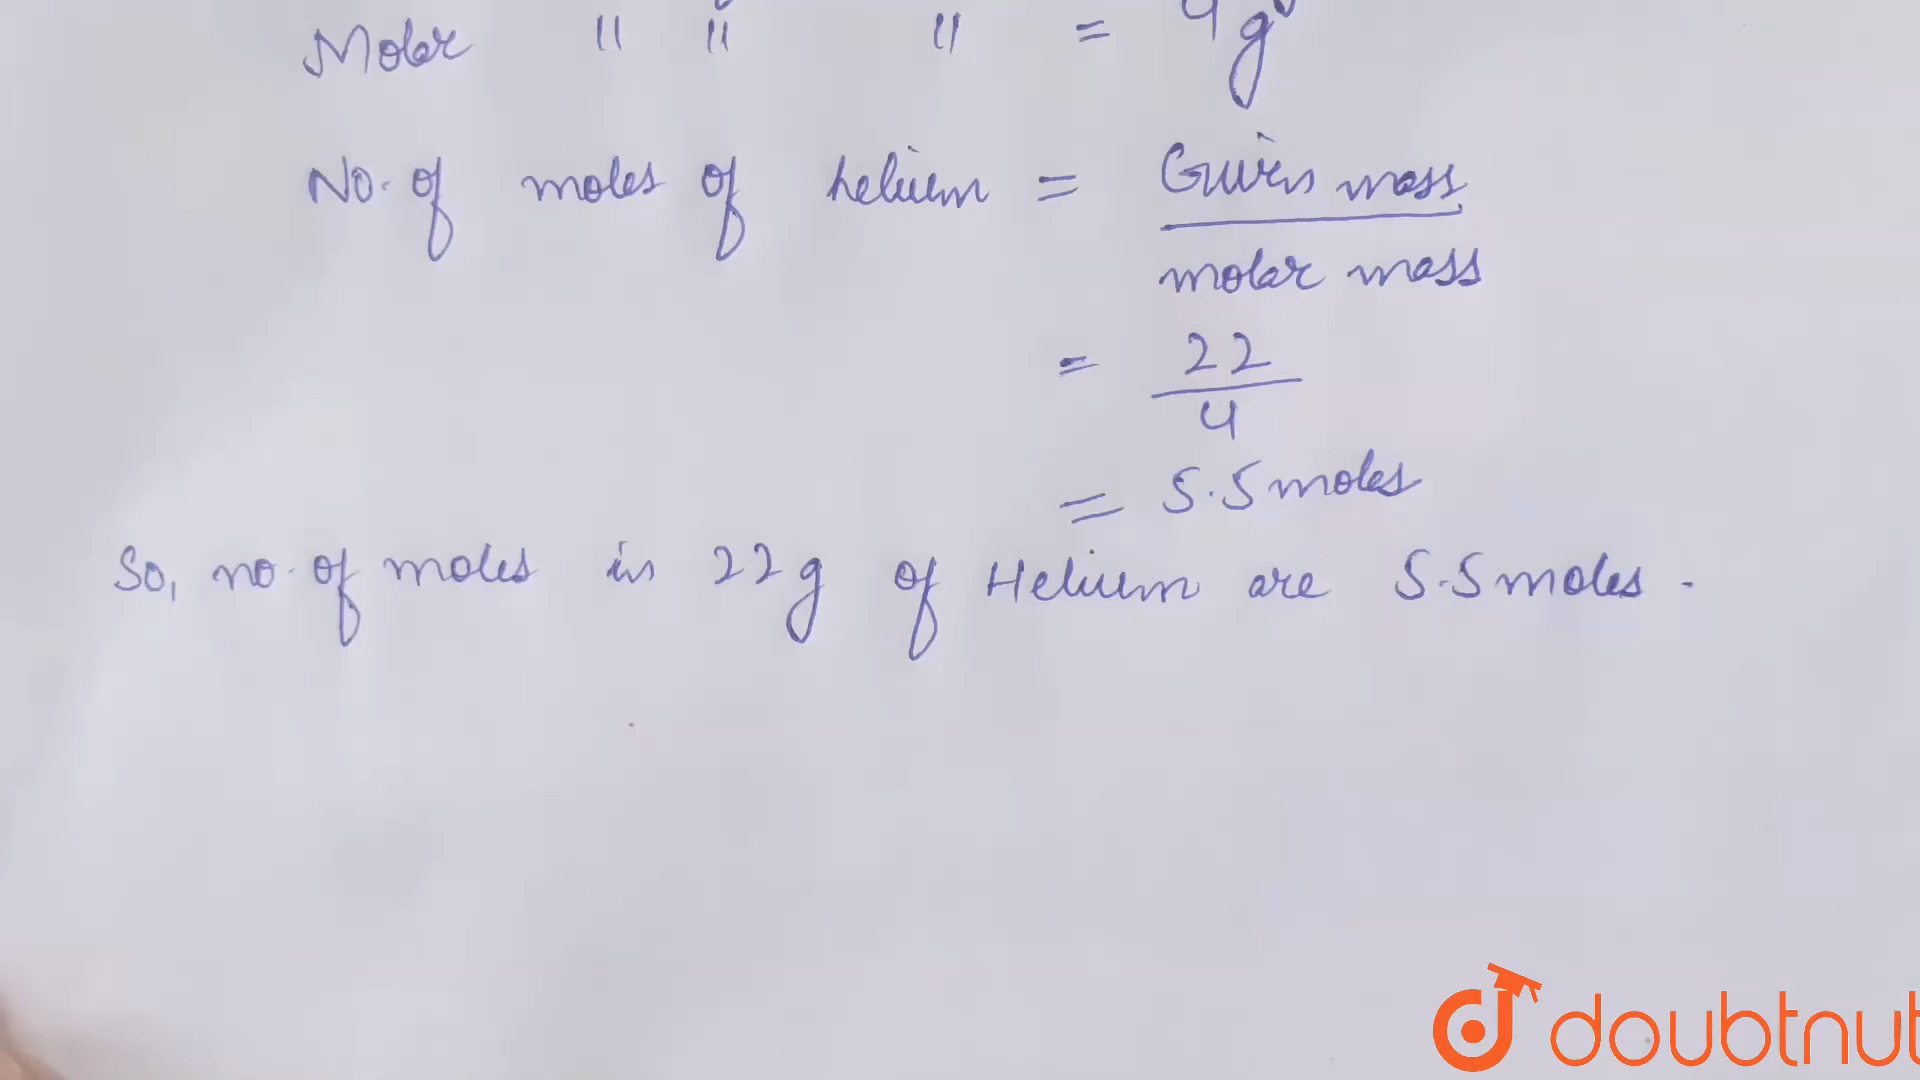 Molar " " " = 4g
No. of moles of helium = Given mass
molar mass
= 22
4
= 5.5 moles
So, no. of moles in 22g of Helium are 5.5 moles.
doubtnut